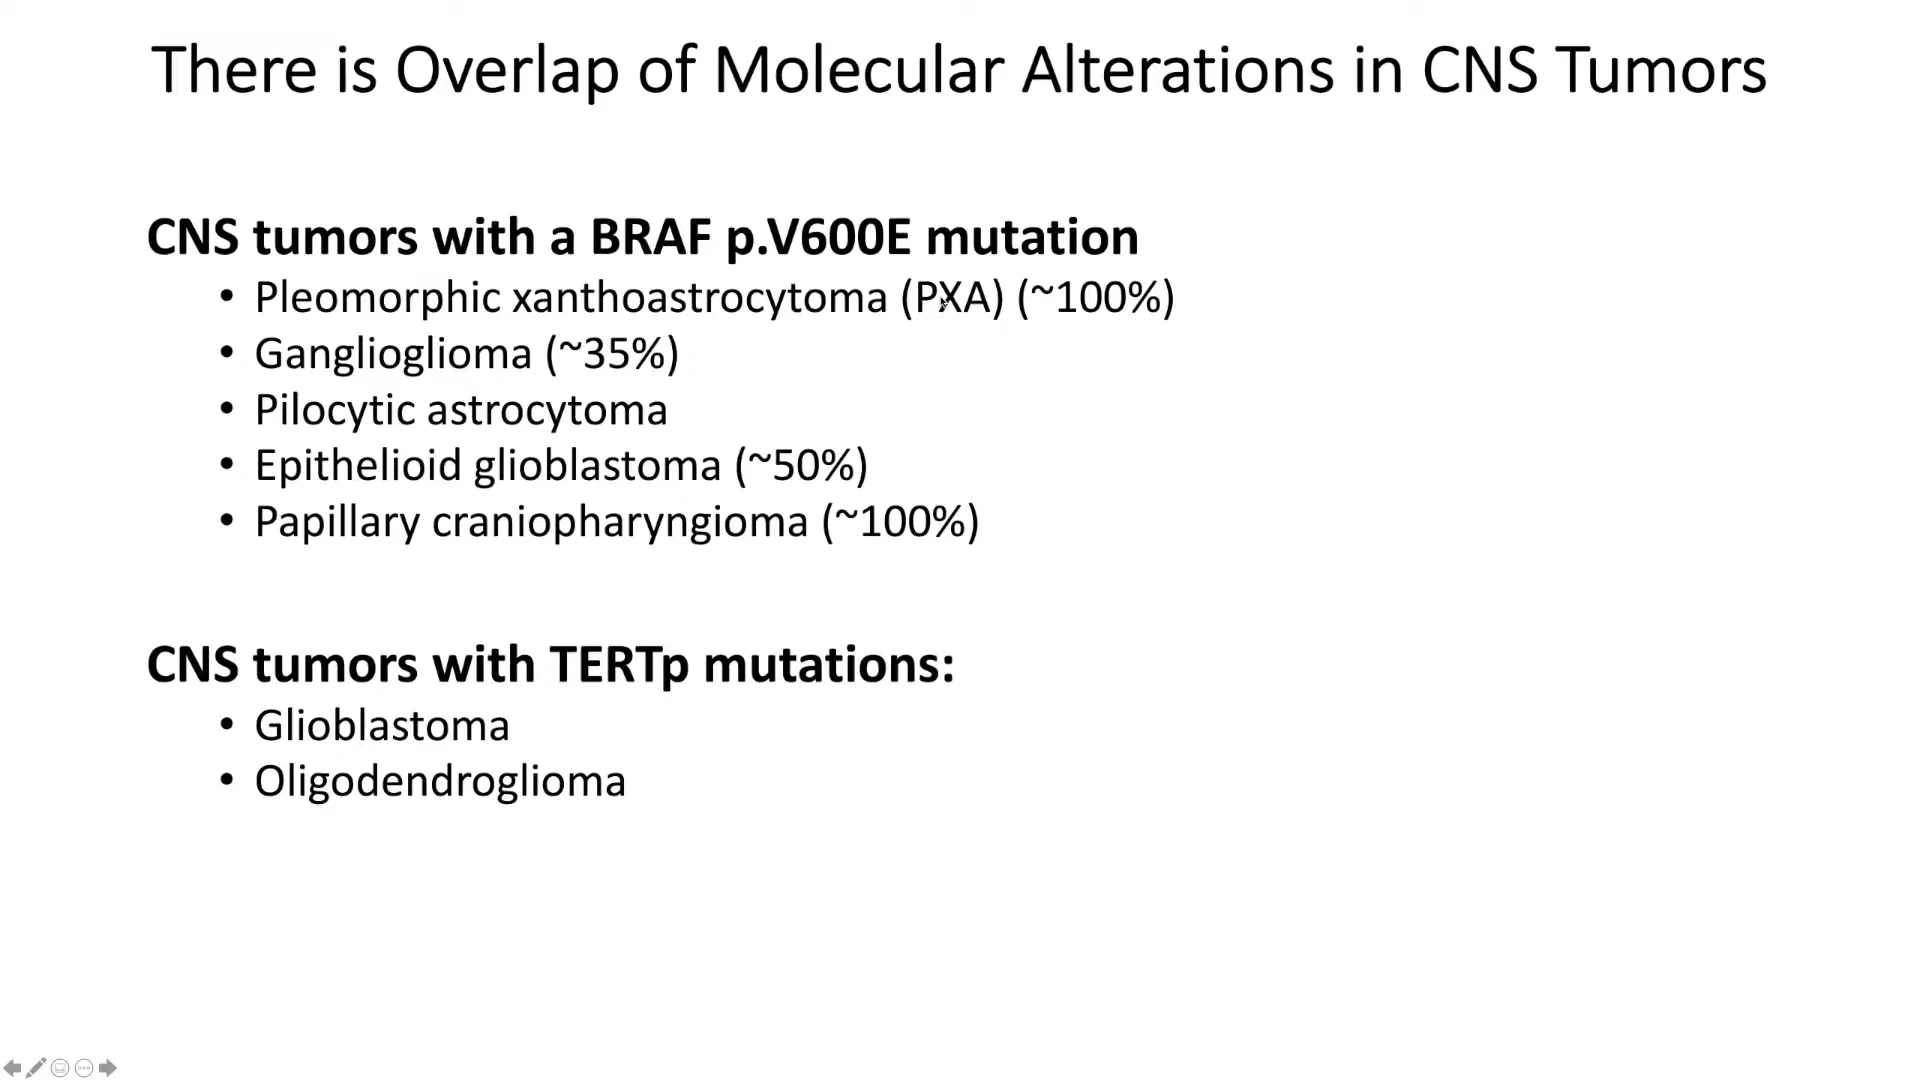 There is Overlap of Molecular Alterations in CNS Tumors
CNS tumors with a BRAF p.V600E mutation
• Pleomorphic xanthoastrocytoma (PXA) (~100%)
• Ganglioglioma (~35%)
• Pilocytic astrocytoma
• Epithelioid glioblastoma (~50%)
• Papillary craniopharyngioma (~100%)
CNS tumors with TERTp mutations:
• Glioblastoma
• Oligodendroglioma